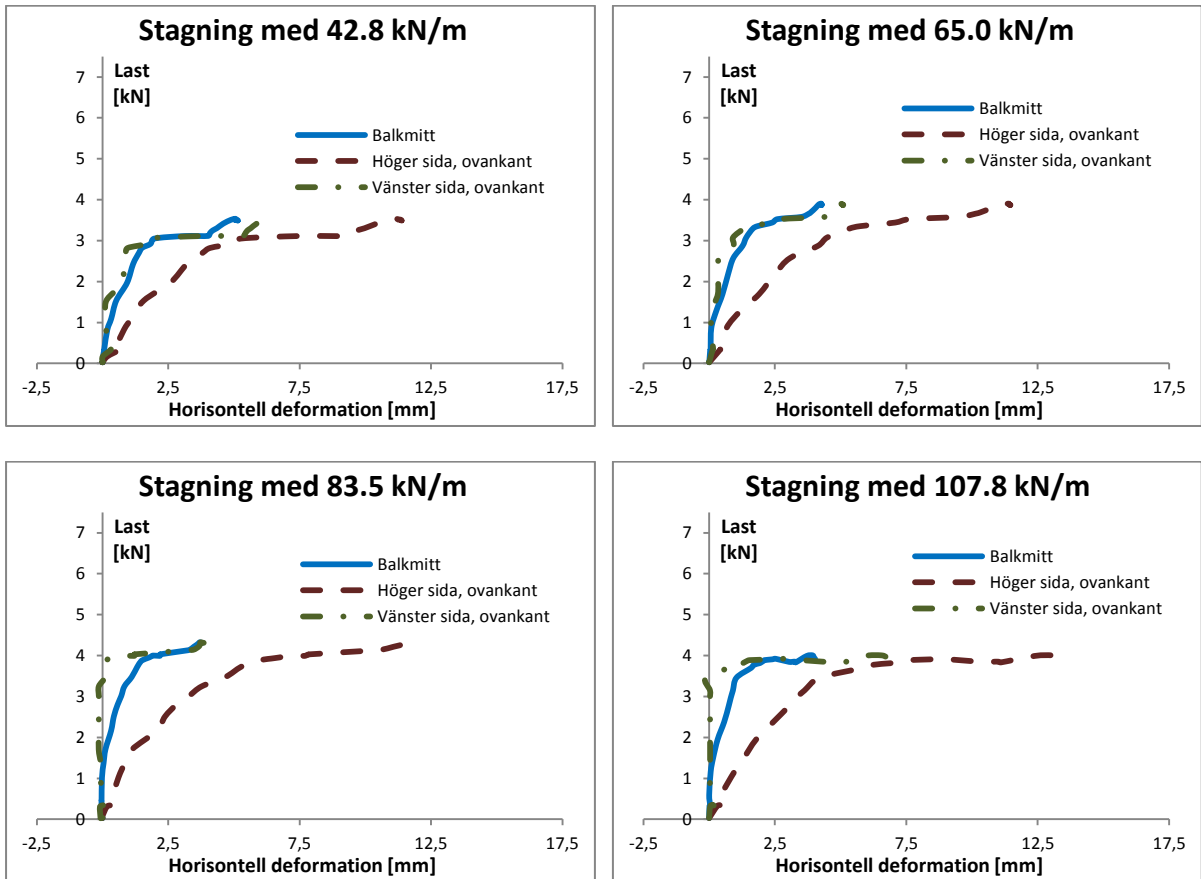 Stagning med 42.8 kN/m
Last
[kN]
7
6
5
4
3
2
1
0
Balkmitt
Höger sida, ovankant
Vänster sida, ovankant
-2,5 2,5 7,5 12,5 17,5
Horisontell deformation [mm]
Stagning med 65.0 kN/m
Last
[kN]
7
6
5
4
3
2
1
0
Balkmitt
Höger sida, ovankant
Vänster sida, ovankant
-2,5 2,5 7,5 12,5 17,5
Horisontell deformation [mm]
Stagning med 83.5 kN/m
Last
[kN]
7
6
5
4
3
2
1
0
Balkmitt
Höger sida, ovankant
Vänster sida, ovankant
-2,5 2,5 7,5 12,5 17,5
Horisontell deformation [mm]
Stagning med 107.8 kN/m
Last
[kN]
7
6
5
4
3
2
1
0
Balkmitt
Höger sida, ovankant
Vänster sida, ovankant
-2,5 2,5 7,5 12,5 17,5
Horisontell deformation [mm]